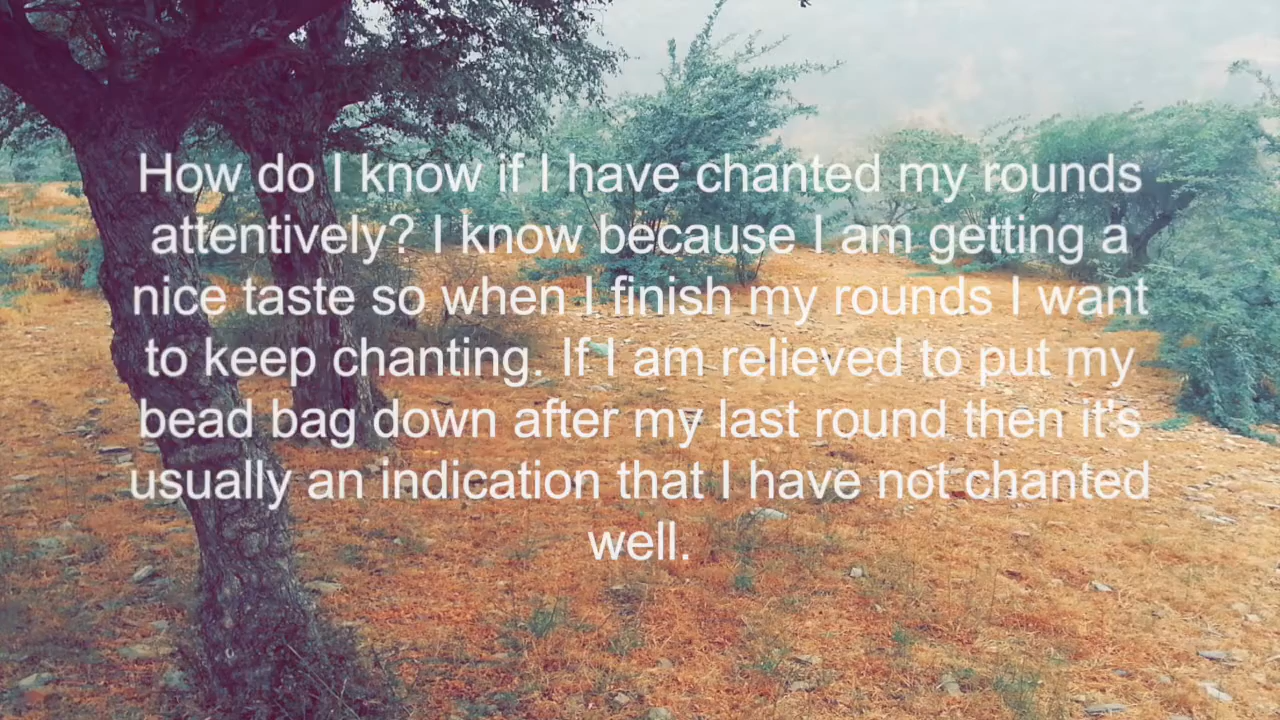 How do I know if I have chanted my rounds
attentively? I know because I am getting a
nice taste so when I finish my rounds I want
to keep chanting. If I am relieved to put my
bead bag down after my last round then it's
usually an indication that I have not chanted
well.